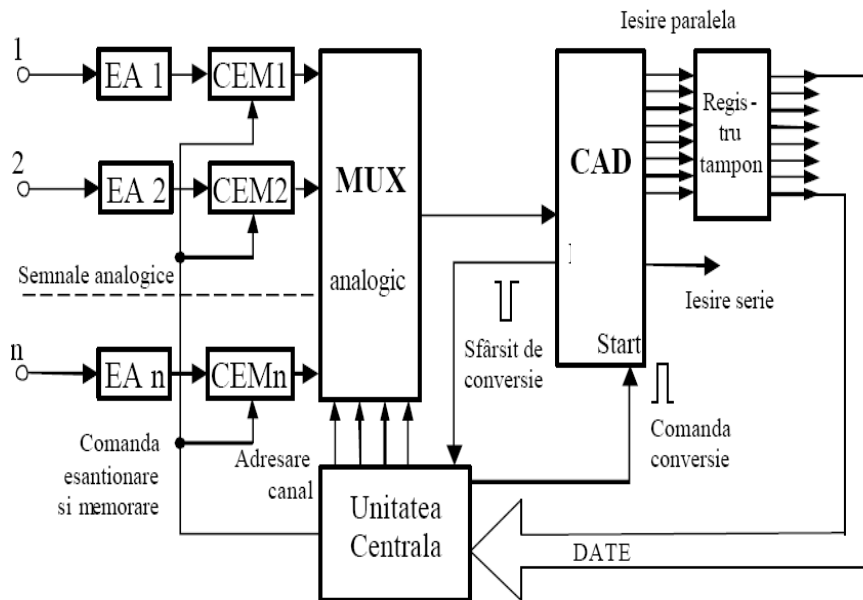 Iesire paralela
1
EA 1
CEM1
2
EA 2
CEM2
MUX
analogic
CAD
Regis -
tru
tampon
Semnale analogice
Iesire serie
n
EA n
CEMn
Sfârsit de
conversie
Start
Comanda
esantionare
si memorare
Adresare
canal
Comanda
conversie
Unitatea
Centrala
DATE